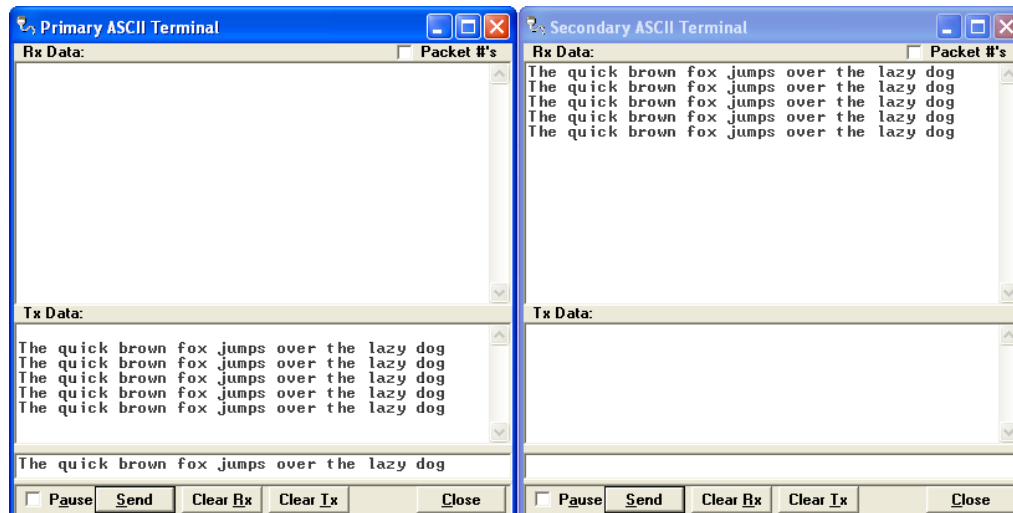 Primary ASCII Terminal
Rx Data: Packet #'s
Tx Data:
The quick brown fox jumps over the lazy dog
The quick brown fox jumps over the lazy dog
The quick brown fox jumps over the lazy dog
The quick brown fox jumps over the lazy dog
The quick brown fox jumps over the lazy dog
The quick brown fox jumps over the lazy dog
Pause Send Clear Rx Clear Tx Close
Secondary ASCII Terminal
Rx Data: Packet #'s
The quick brown fox jumps over the lazy dog
The quick brown fox jumps over the lazy dog
The quick brown fox jumps over the lazy dog
The quick brown fox jumps over the lazy dog
The quick brown fox jumps over the lazy dog
Tx Data:
Pause Send Clear Rx Clear Tx Close